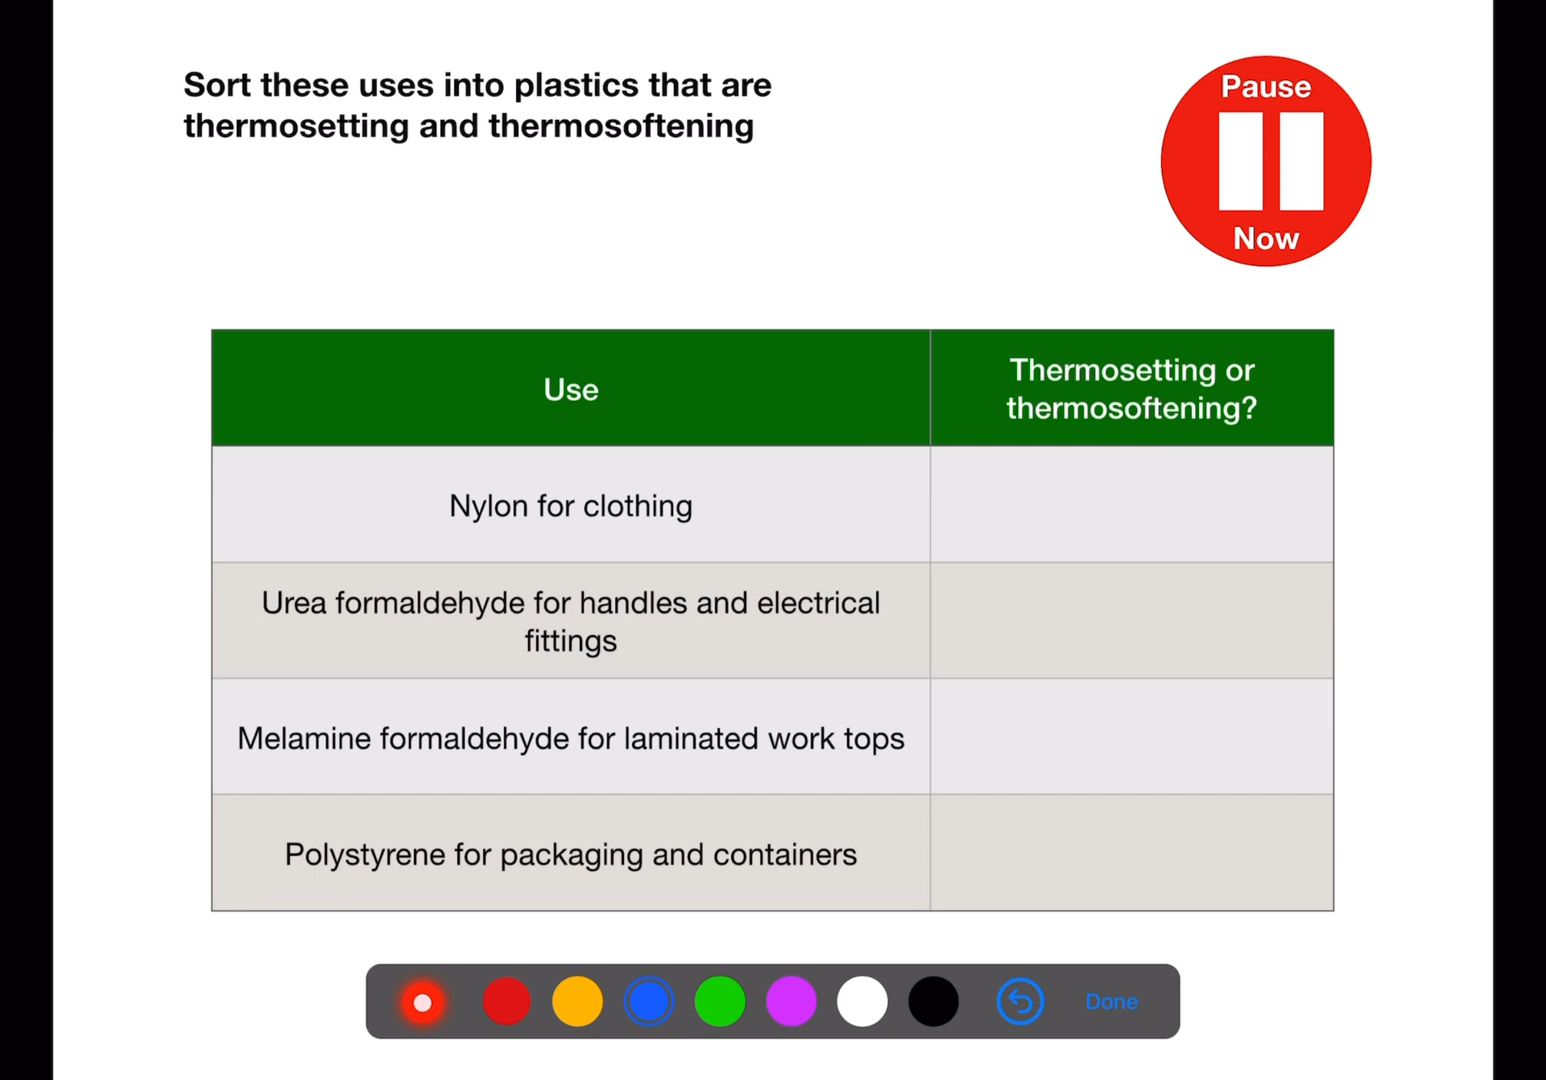 Sort these uses into plastics that are
thermosetting and thermosoftening
Pause
Now
Use
Thermosetting or
thermosoftening?
Nylon for clothing
Urea formaldehyde for handles and electrical
fittings
Melamine formaldehyde for laminated work tops
Polystyrene for packaging and containers
Done